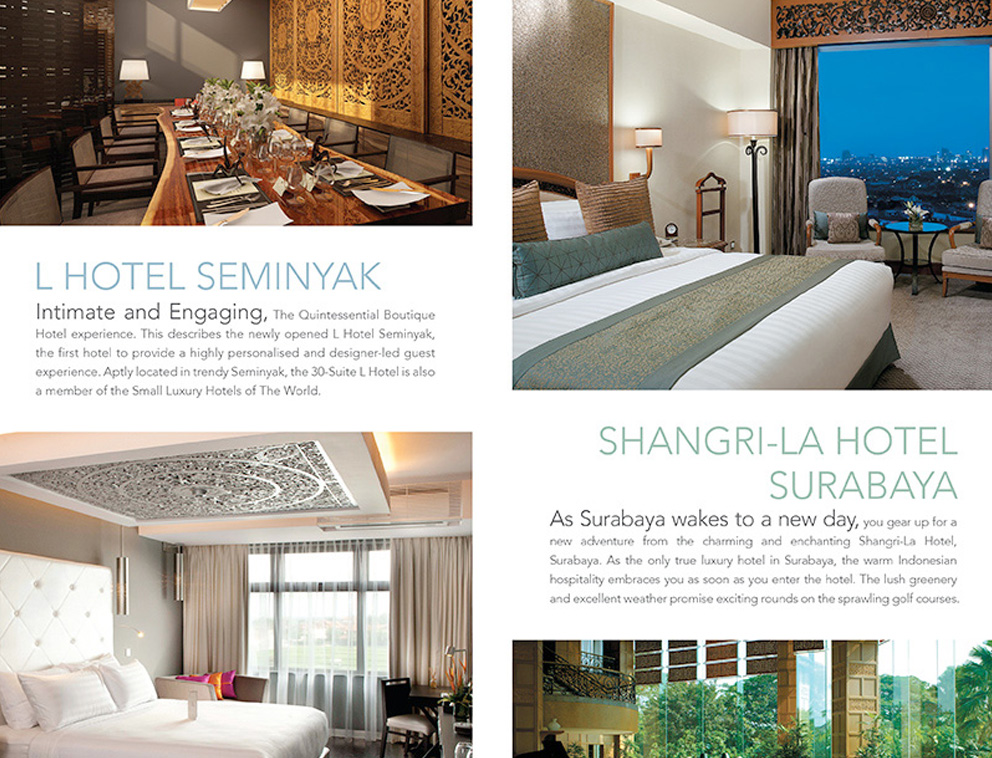 L HOTEL SEMINYAK
Intimate and Engaging, The Quintessential Boutique
Hotel experience. This describes the newly opened L Hotel Seminyak,
the first hotel to provide a highly personalised and designer-led guest
experience. Aptly located in trendy Seminyak, the 30-Suite L Hotel is also
a member of the Small Luxury Hotels of The World.
SHANGRI-LA HOTEL
SURABAYA
As Surabaya wakes to a new day, you gear up for a
new adventure from the charming and enchanting Shangri-La Hotel,
Surabaya. As the only true luxury hotel in Surabaya, the warm Indonesian
hospitality embraces you as soon as you enter the hotel. The lush greenery
and excellent weather promise exciting rounds on the sprawling golf courses.